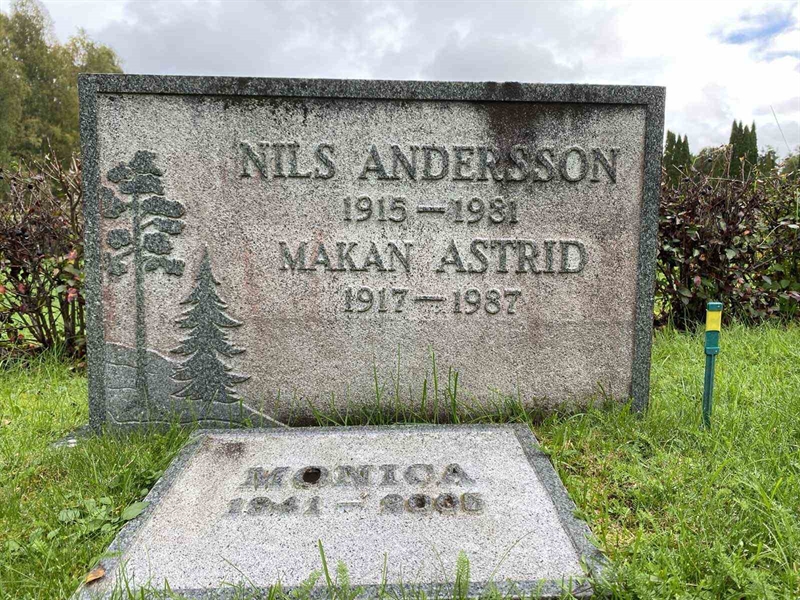 NILS ANDERSSON
1915—1981
MAKAN ASTRID
1917—1987
MONICA
1941 —